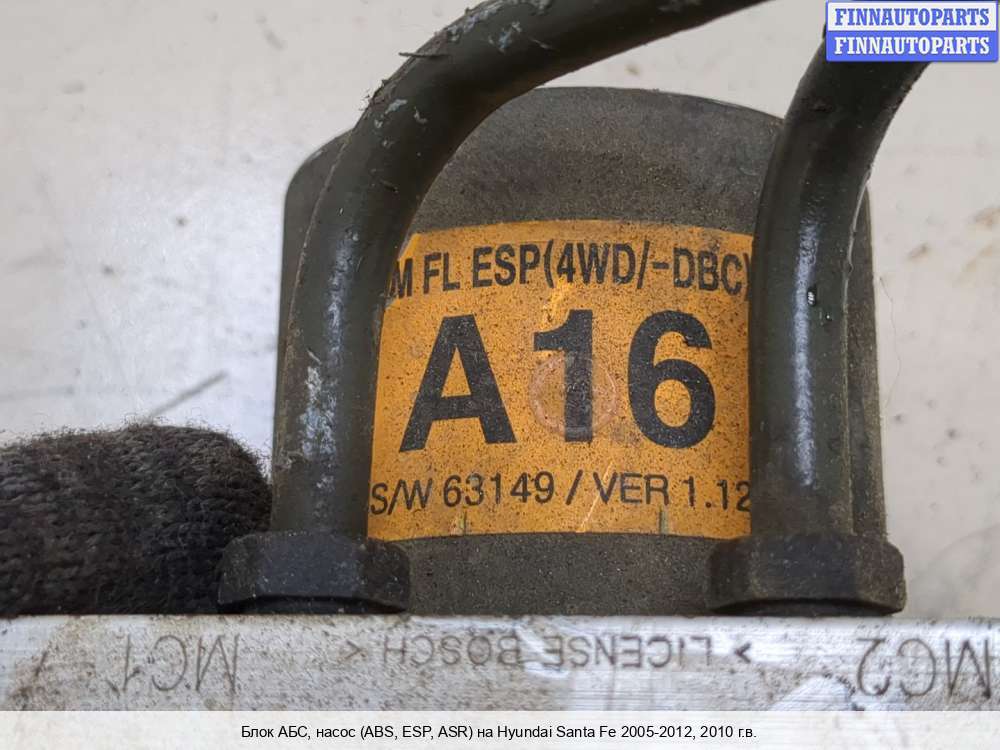 FINNAUTOPARTS
FINNAUTOPARTS
M FL ESP(4WD/-DBC)
A16
S/W 63149 / VER 1.12
MC1 > LICENSE BOSCH < MC2
Блок АБС, насос (ABS, ESP, ASR) на Hyundai Santa Fe 2005-2012, 2010 г.в.